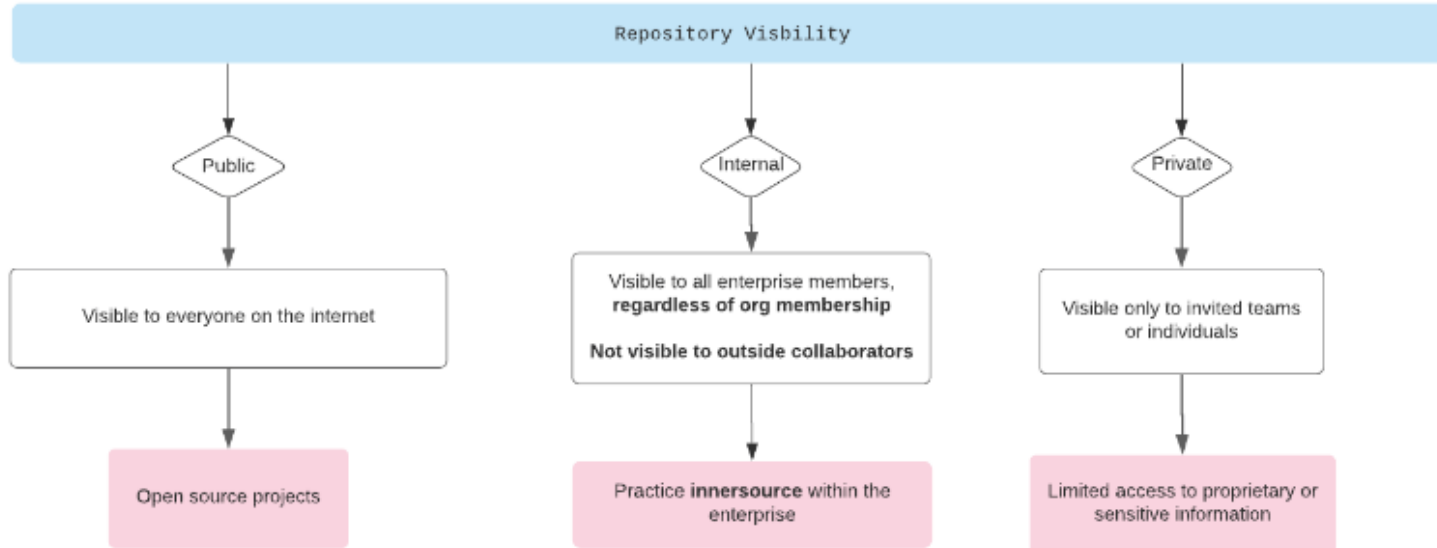 Repository Visbility
Public
Internal
Private
Visible to everyone on the internet
Visible to all enterprise members,
regardless of org membership
Not visible to outside collaborators
Visible only to invited teams
or individuals
Open source projects
Practice innersource within the
enterprise
Limited access to proprietary or
sensitive information